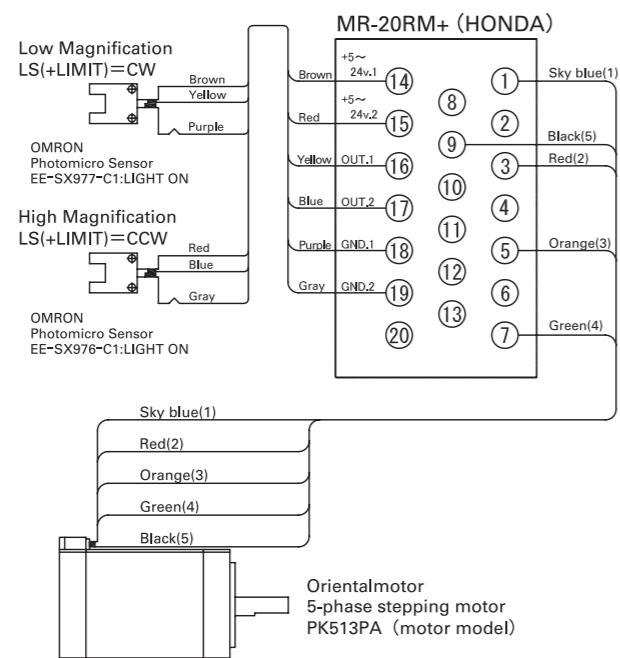 MR-20RM+ (HONDA)
Low Magnification
LS(+LIMIT)=CW
Brown
Yellow
Purple
OMRON
Photomicro Sensor
EE-SX977-C1:LIGHT ON
High Magnification
LS(+LIMIT)=CCW
Red
Blue
Gray
OMRON
Photomicro Sensor
EE-SX976-C1:LIGHT ON
Brown
+5~
24v.1
14
Red
+5~
24v.2
15
Yellow
OUT.1
16
Blue
OUT.2
17
Purple
GND.1
18
Gray
GND.2
19
20
8
9
10
11
12
13
1
Sky blue(1)
2
Black(5)
3
Red(2)
4
5
Orange(3)
6
7
Green(4)
Sky blue(1)
Red(2)
Orange(3)
Green(4)
Black(5)
Orientalmotor
5-phase stepping motor
PK513PA (motor model)